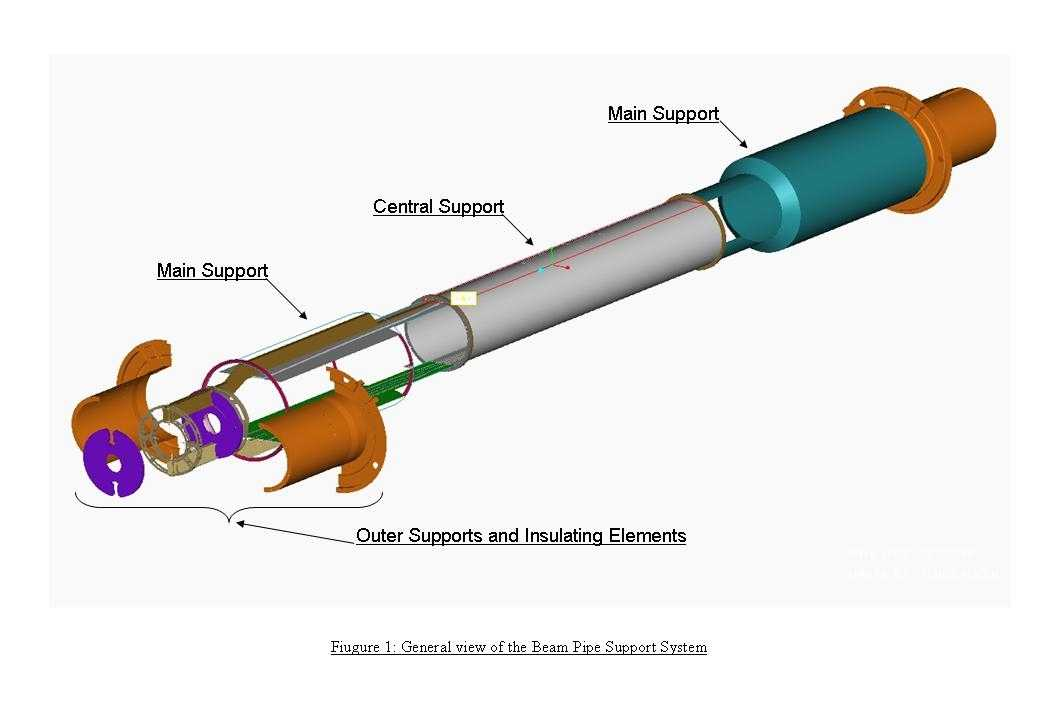 Main Support
Central Support
Main Support
Outer Supports and Insulating Elements
Fiugure 1: General view of the Beam Pipe Support System